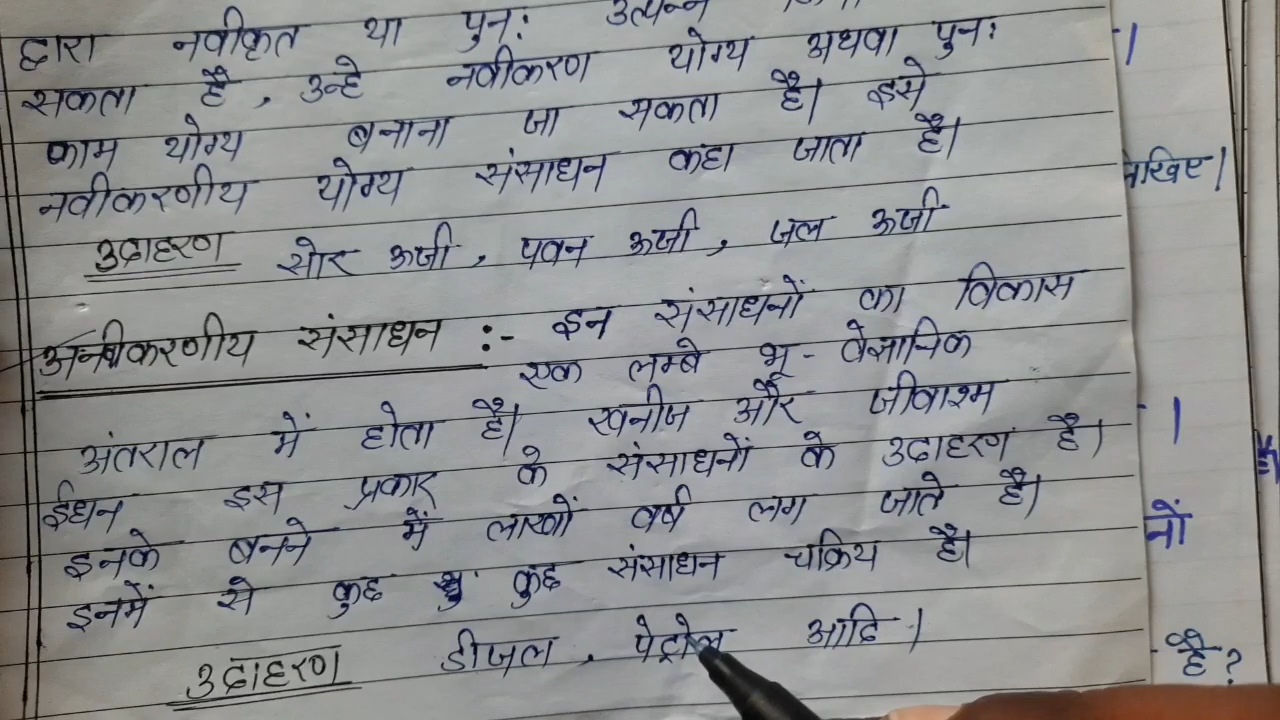 द्वारा नवीकृत या पुन: उत्पन्न
सकता है, उन्हे नवीकरण योग्य अथवा पुन:
काम योग्य बनाना जा सकता है। इसे
नवीकरणीय योग्य संसाधन कहा जाता है।
उदाहरण सोर ऊर्जा, पवन ऊर्जा, जल ऊर्जा
अनवीकरणीय संसाधन :- इन संसाधनों का विकास
एक लम्बे भू-वेज्ञानिक
अंतराल में होता है। खनीज और जीवाश्म
ईंधन इस प्रकार के संसाधनों के उदाहरण है।
इनके बनने में लाखों वर्ष लग जाते है।
इनमें से कुछ कुछ संसाधन चक्रिय है।
उदाहरण डीजल, पेट्रोल आदि।
है?